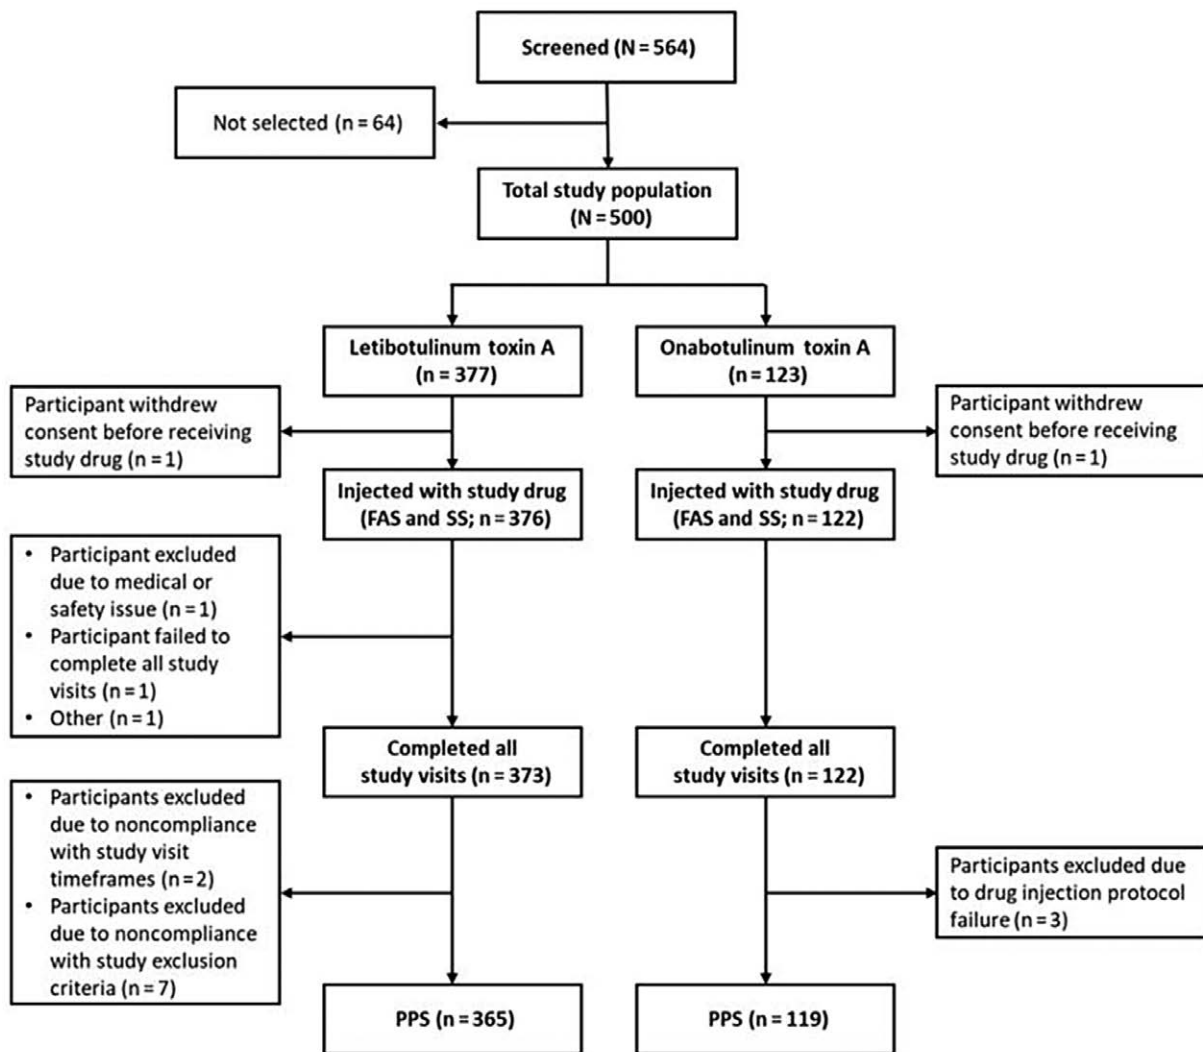 Screened (N = 564)
Not selected (n = 64)
Total study population
(N = 500)
Letibotulinum toxin A
(n = 377)
Onabotulinum toxin A
(n = 123)
Participant withdrew
consent before receiving
study drug (n = 1)
Participant withdrew
consent before receiving
study drug (n = 1)
Injected with study drug
(FAS and SS; n = 376)
Injected with study drug
(FAS and SS; n = 122)
• Participant excluded
due to medical or
safety issue (n = 1)
• Participant failed to
complete all study
visits (n = 1)
• Other (n = 1)
Completed all
study visits (n = 373)
Completed all
study visits (n = 122)
• Participants excluded
due to noncompliance
with study visit
timeframes (n = 2)
• Participants excluded
due to noncompliance
with study exclusion
criteria (n = 7)
Participants excluded due
to drug injection protocol
failure (n = 3)
PPS (n = 365)
PPS (n = 119)